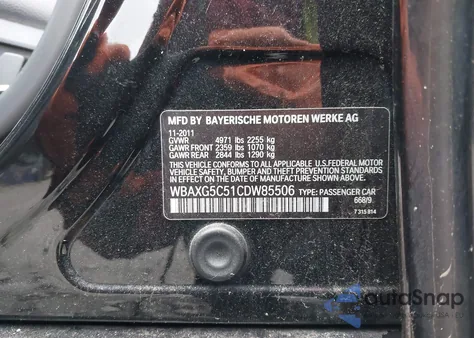 MFD BY BAYERISCHE MOTOREN WERKE AG
11-2011
GVWR 4971 lbs 2255 kg
GAWR FRONT 2359 lbs 1070 kg
GAWR REAR 2844 lbs 1290 kg
THIS VEHICLE CONFORMS TO ALL APPLICABLE U.S.FEDERAL MOTOR
VEHICLE SAFETY, BUMPER, AND THEFT PREVENTION STANDARDS
IN EFFECT ON THE DATE OF MANUFACTURE SHOWN ABOVE.
WBAXG5C51CDW85506 TYPE: PASSENGER CAR
668/9
7 315 814
autoSnap